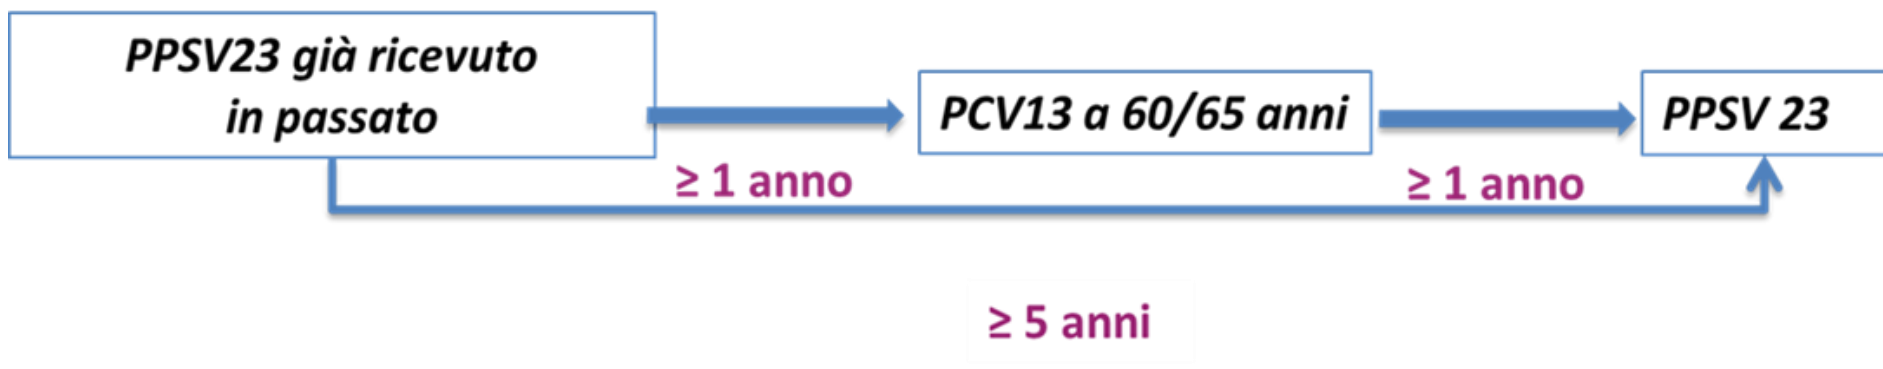 PPSV23 già ricevuto
in passato
PCV13 a 60/65 anni
PPSV 23
≥ 1 anno
≥ 1 anno
≥ 5 anni